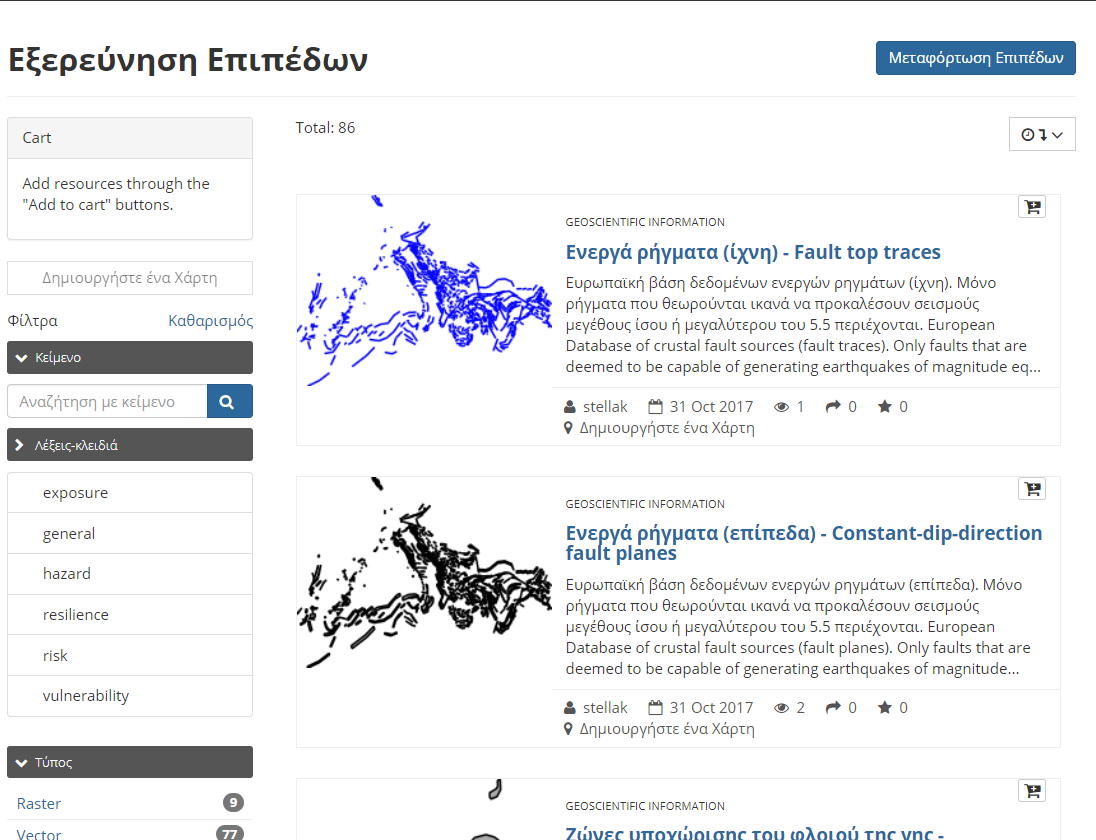 Εξερεύνηση Επιπέδων
Μεταφόρτωση Επιπέδων
Cart
Add resources through the
"Add to cart" buttons.
Δημιουργήστε ένα Χάρτη
Φίλτρα
Καθαρισμός
Κείμενο
Αναζήτηση με κείμενο
Λέξεις-κλειδιά
exposure
general
hazard
resilience
risk
vulnerability
Τύπος
Raster 9
Vector 77
Total: 86
GEOSCIENTIFIC INFORMATION
Ενεργά ρήγματα (ίχνη) - Fault top traces
Ευρωπαϊκή βάση δεδομένων ενεργών ρηγμάτων (ίχνη). Μόνο
ρήγματα που θεωρούνται ικανά να προκαλέσουν σεισμούς
μεγέθους ίσου ή μεγαλύτερου του 5.5 περιέχονται. European
Database of crustal fault sources (fault traces). Only faults that are
deemed to be capable of generating earthquakes of magnitude eq...
stellak 31 Oct 2017 1 0 0
Δημιουργήστε ένα Χάρτη
GEOSCIENTIFIC INFORMATION
Ενεργά ρήγματα (επίπεδα) - Constant-dip-direction
fault planes
Ευρωπαϊκή βάση δεδομένων ενεργών ρηγμάτων (επίπεδα). Μόνο
ρήγματα που θεωρούνται ικανά να προκαλέσουν σεισμούς
μεγέθους ίσου ή μεγαλύτερου του 5.5 περιέχονται. European
Database of crustal fault sources (fault planes). Only faults that are
deemed to be capable of generating earthquakes of magnitude...
stellak 31 Oct 2017 2 0 0
Δημιουργήστε ένα Χάρτη
GEOSCIENTIFIC INFORMATION
Ζώνες υποχώρισης του φλοιού της γης -